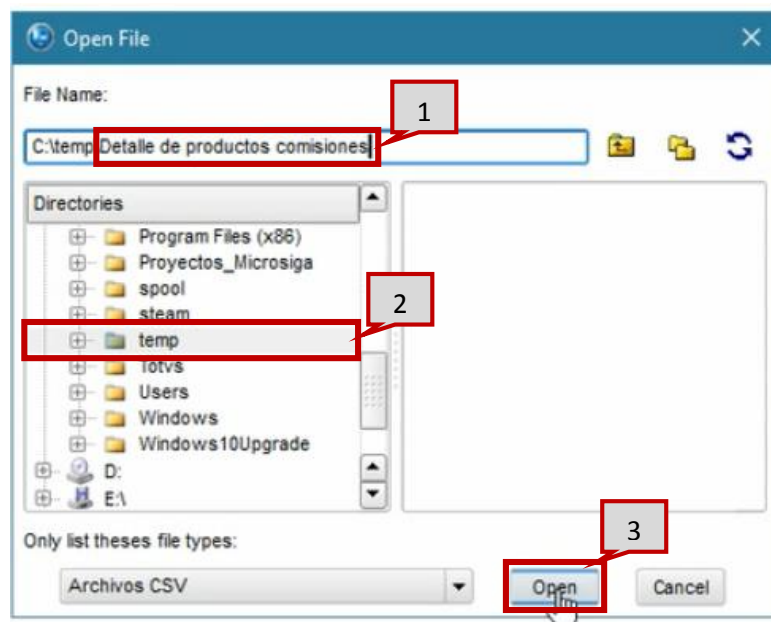 Open File
File Name:
1
C:\temp Detalle de productos comisiones
Directories
Program Files (x86)
Proyectos_Microsiga
spool
2
steam
temp
Totvs
Users
Windows
Windows10Upgrade
D:
E:\
Only list theses file types:
3
Archivos CSV
Open
Cancel